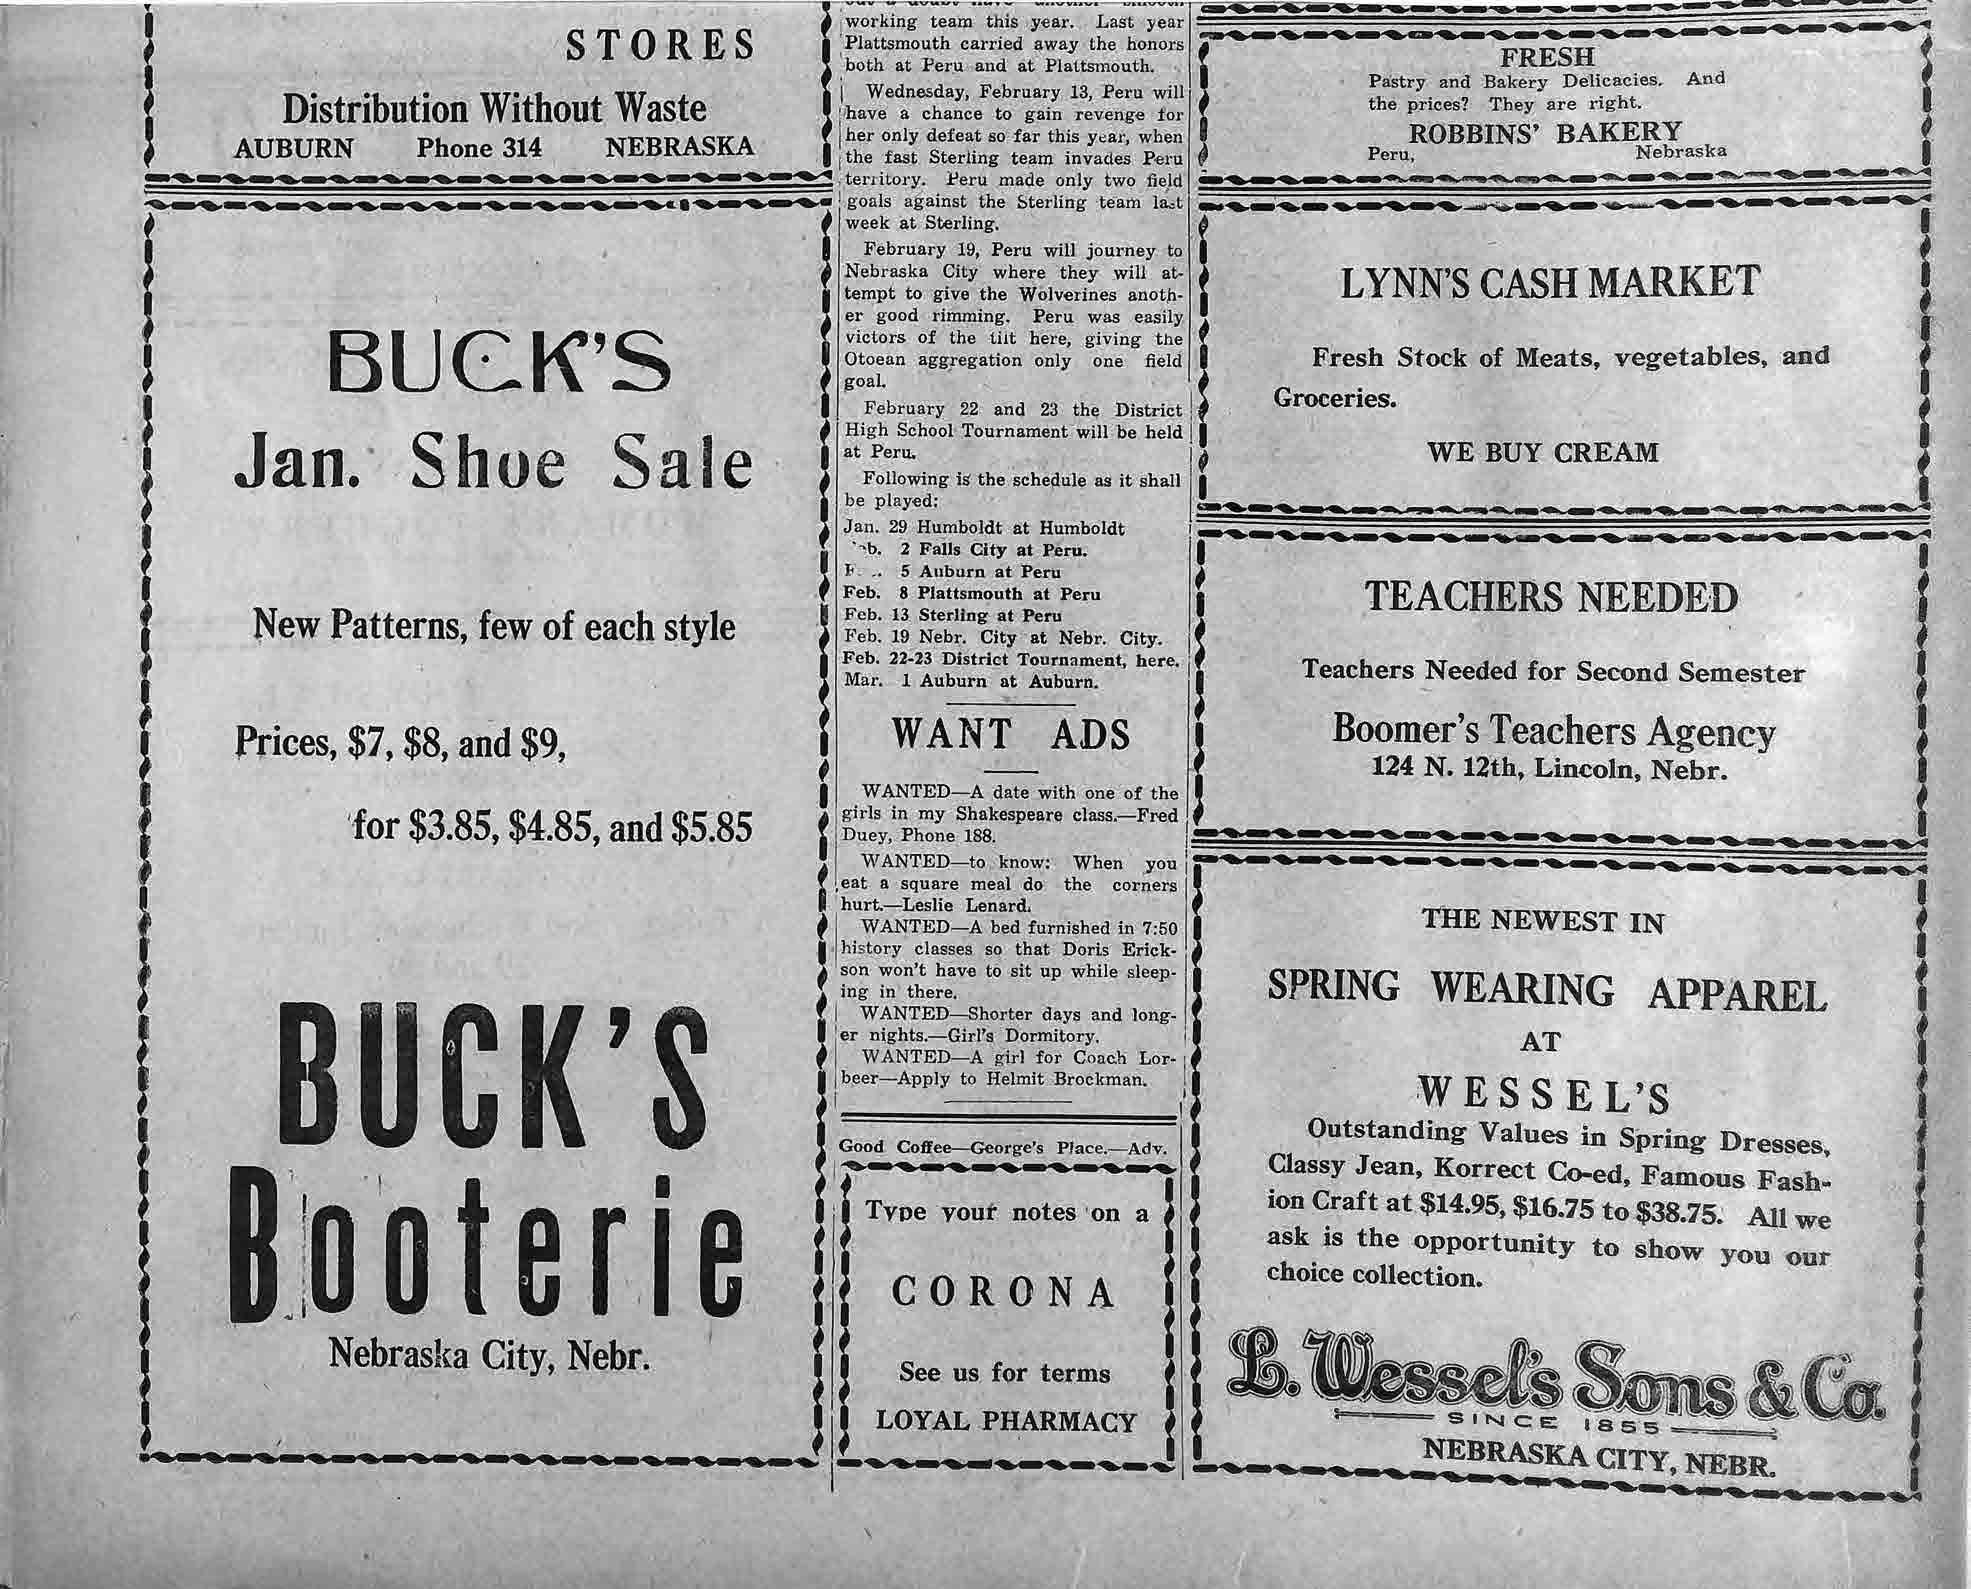 STORES
Distribution Without Waste
AUBURN Phone 314 NEBRASKA
BUCK'S
Jan. Shoe Sale
New Patterns, few of each style
Prices, $7, $8, and $9,
for $3.85, $4.85, and $5.85
BUCK'S
Booterie
Nebraska City, Nebr.
out a doubt have another smooth
working team this year. Last year
Plattsmouth carried away the honors
both at Peru and at Plattsmouth.
Wednesday, February 13, Peru will
have a chance to gain revenge for
her only defeat so far this year, when
the fast Sterling team invades Peru
territory. Peru made only two field
goals against the Sterling team last
week at Sterling.
February 19, Peru will journey to
Nebraska City where they will at-
tempt to give the Wolverines anoth-
er good rimming. Peru was easily
victors of the tilt here, giving the
Otoean aggregation only one field
goal.
February 22 and 23 the District
High School Tournament will be held
at Peru.
Following is the schedule as it shall
be played:
Jan. 29 Humboldt at Humboldt
2 Falls City at Peru.
5 Auburn at Peru
Feb. 8 Plattsmouth at Peru
Feb. 13 Sterling at Peru
Feb. 19 Nebr. City at Nebr. City.
Feb. 22-23 District Tournament, here.
Mar. 1 Auburn at Auburn.
WANT ADS
WANTED—A date with one of the
girls in my Shakespeare class.—Fred
Duey, Phone 188.
WANTED—to know: When you
eat a square meal do the corners
hurt.—Leslie Lenard.
WANTED—A bed furnished in 7:50
history classes so that Doris Erick-
son won't have to sit up while sleep-
ing in there.
WANTED—Shorter days and long-
er nights.—Girl's Dormitory.
WANTED—A girl for Coach Lor-
beer—Apply to Helmit Brockman.
Good Coffee—George's Place.—Adv.
Type your notes on a
CORONA
See us for terms
LOYAL PHARMACY
FRESH
Pastry and Bakery Delicacies. And
the prices? They are right.
ROBBINS' BAKERY
Peru, Nebraska
LYNN'S CASH MARKET
Fresh Stock of Meats, vegetables, and
Groceries.
WE BUY CREAM
TEACHERS NEEDED
Teachers Needed for Second Semester
Boomer's Teachers Agency
124 N. 12th, Lincoln, Nebr.
THE NEWEST IN
SPRING WEARING APPAREL
AT
WESSEL'S
Outstanding Values in Spring Dresses,
Classy Jean, Korrect Co-ed, Famous Fash-
ion Craft at $14.95, $16.75 to $38.75. All we
ask is the opportunity to show you our
choice collection.
L. Wessel's Sons & Co.
SINCE 1855
NEBRASKA CITY, NEBR.